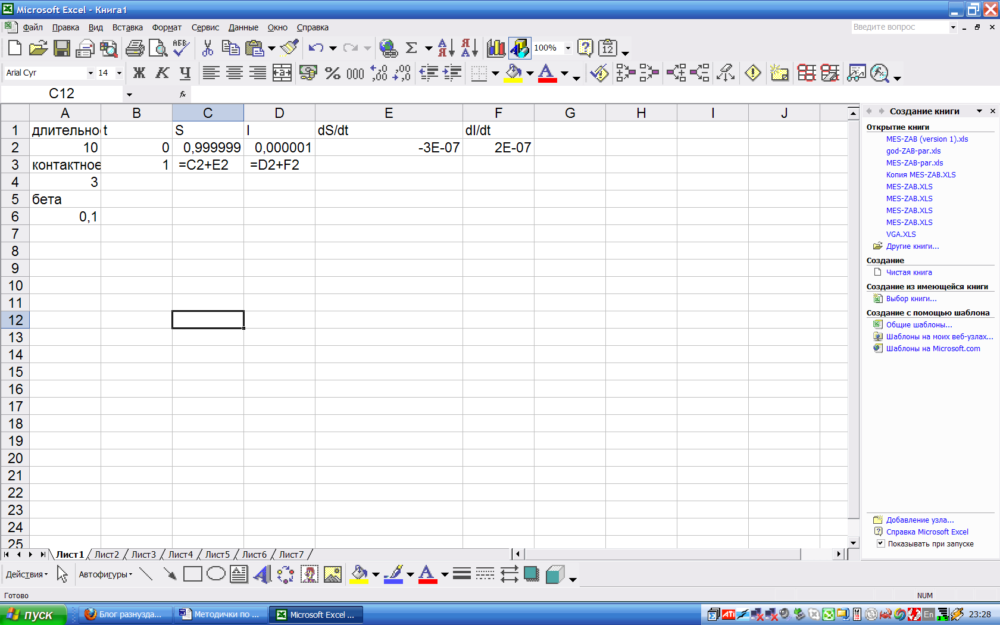 Microsoft Excel - Книга1
Файл Правка Вид Вставка Формат Сервис Данные Окно Справка Введите вопрос
100%
Arial Cyr 14 Ж К Ч
C12 fx
A B C D E F G H I J
1 длительнос t S I dS/dt dI/dt
2 10 0 0,999999 0,000001 -3E-07 2E-07
3 контактное 1 =C2+E2 =D2+F2
4 3
5 бета
6 0,1
7
8
9
10
11
12
13
14
15
16
17
18
19
20
21
22
23
24
25
Создание книги
Открытие книги
MES-ZAB (version 1).xls
god-ZAB-par.xls
MES-ZAB-par.xls
Копия MES-ZAB.XLS
MES-ZAB.XLS
MES-ZAB.XLS
MES-ZAB.XLS
MES-ZAB.XLS
VGA.XLS
Другие книги...
Создание
Чистая книга
Создание из имеющейся книги
Выбор книги...
Создание с помощью шаблона
Общие шаблоны...
Шаблоны на моих веб-узлах...
Шаблоны на Microsoft.com
Добавление узла...
Справка Microsoft Excel
Показывать при запуске
Лист1 Лист2 Лист3 Лист4 Лист5 Лист6 Лист7
Действия Автофигуры
Готово NUM
пуск Блог разнузда... Методички по ... Microsoft Excel ... ATI En 23:28